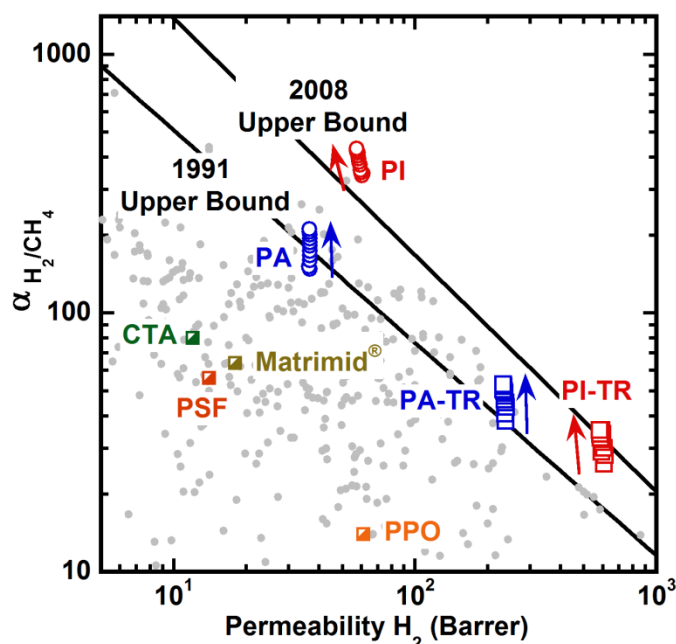 1000
2008
Upper Bound
1991
Upper Bound
PI
PA
α H₂/CH₄
100
CTA
Matrimid®
PSF
PA-TR
PI-TR
PPO
10
10¹
10²
10³
Permeability H₂ (Barrer)